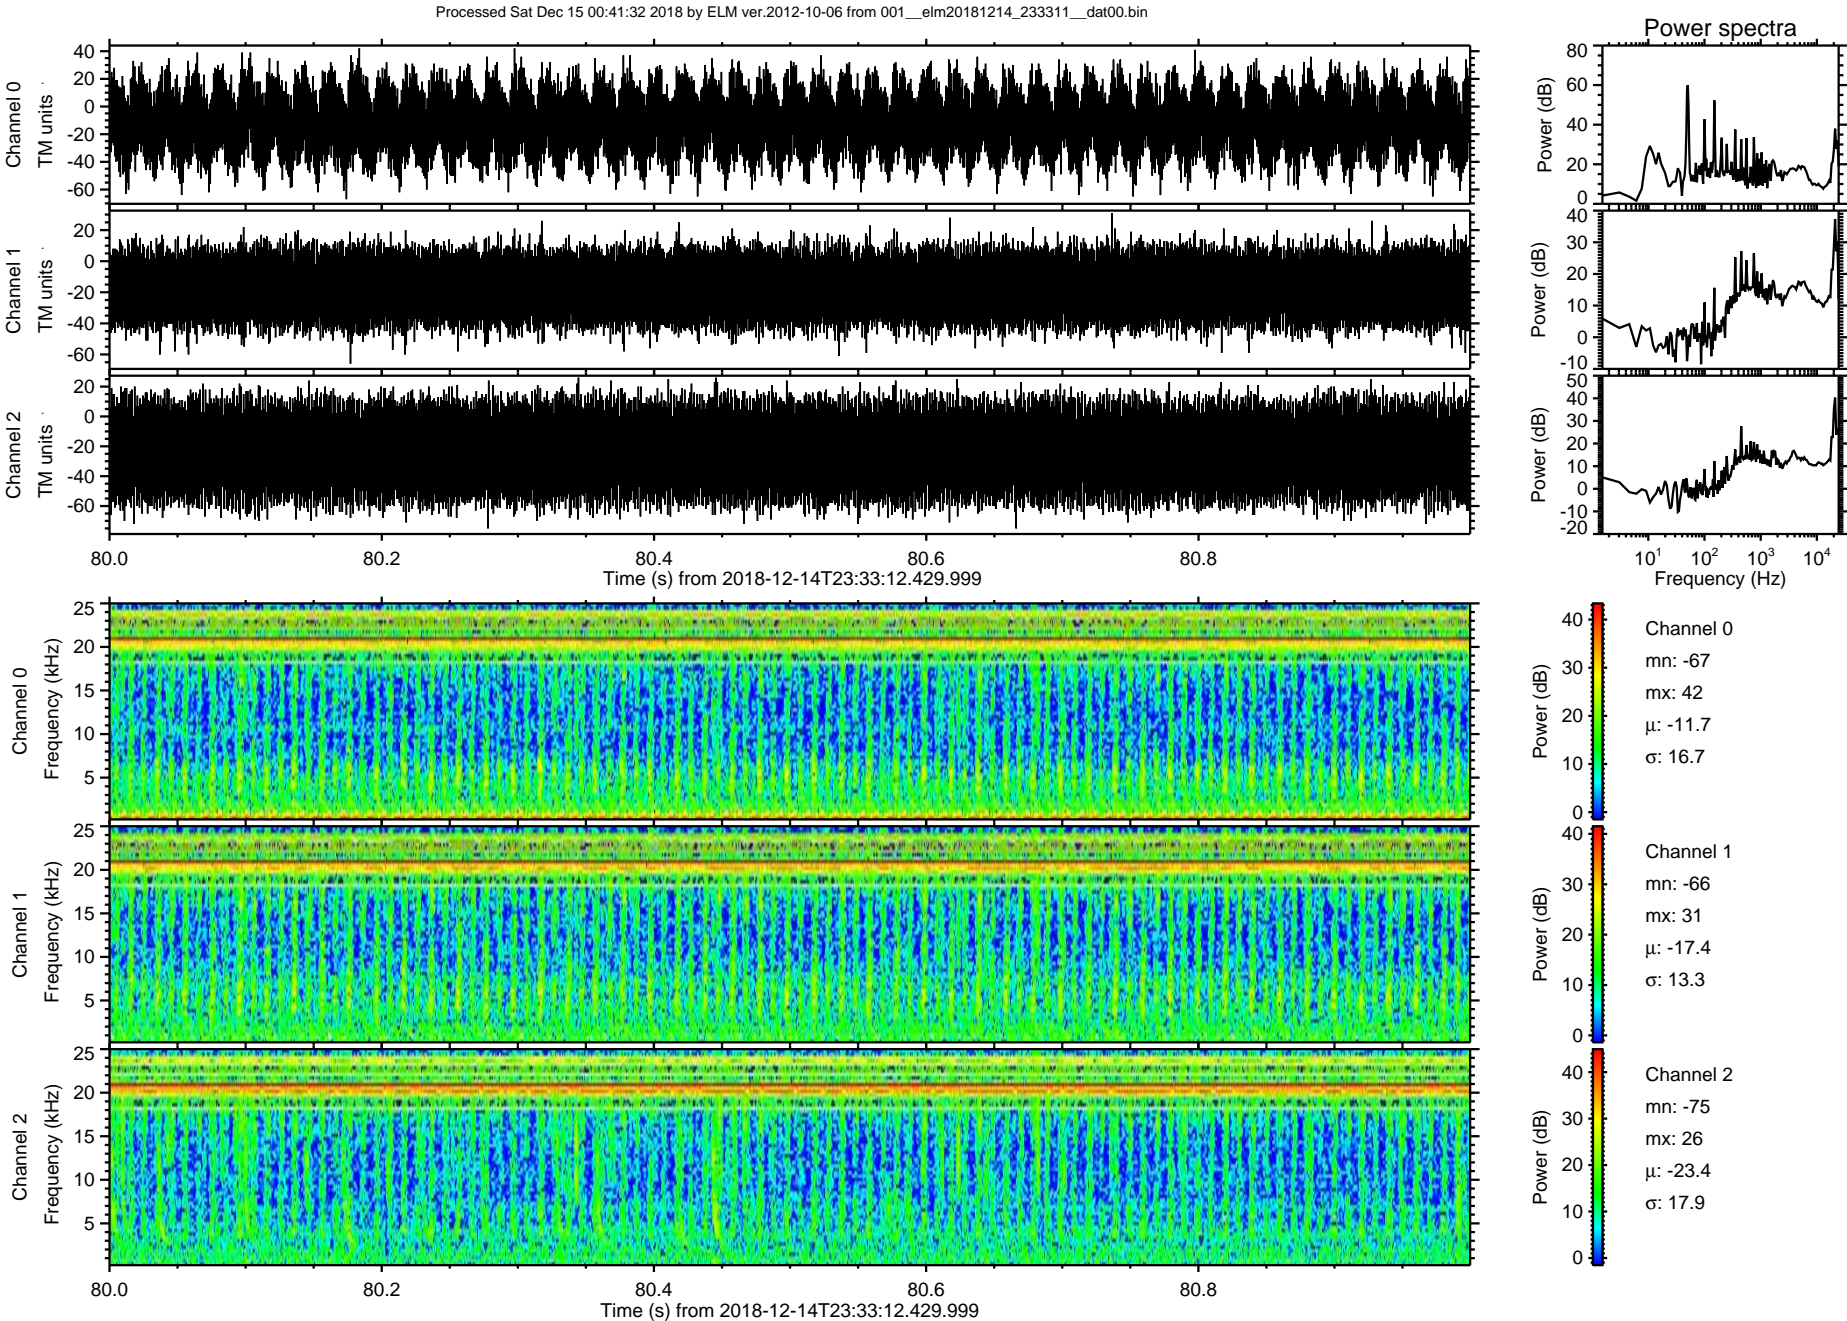 Processed Sat Dec 15 00:41:32 2018 by ELM ver.2012-10-06 from 001__elm20181214_233311__dat00.bin
Power spectra
Channel 0
TM units
40
20
0
-20
-40
-60
Power (dB)
80
60
40
20
0
Channel 1
TM units
20
0
-20
-40
-60
Power (dB)
40
30
20
10
0
-10
Channel 2
TM units
20
0
-20
-40
-60
Power (dB)
50
40
30
20
10
0
-10
-20
80.0 80.2 80.4 80.6 80.8
Time (s) from 2018-12-14T23:33:12.429.999
10¹ 10² 10³ 10⁴
Frequency (Hz)
Channel 0
Frequency (kHz)
25
20
15
10
5
Power (dB)
40
30
20
10
0
Channel 0
mn: -67
mx: 42
μ: -11.7
σ: 16.7
Channel 1
Frequency (kHz)
25
20
15
10
5
Power (dB)
40
30
20
10
0
Channel 1
mn: -66
mx: 31
μ: -17.4
σ: 13.3
Channel 2
Frequency (kHz)
25
20
15
10
5
Power (dB)
40
30
20
10
0
Channel 2
mn: -75
mx: 26
μ: -23.4
σ: 17.9
80.0 80.2 80.4 80.6 80.8
Time (s) from 2018-12-14T23:33:12.429.999